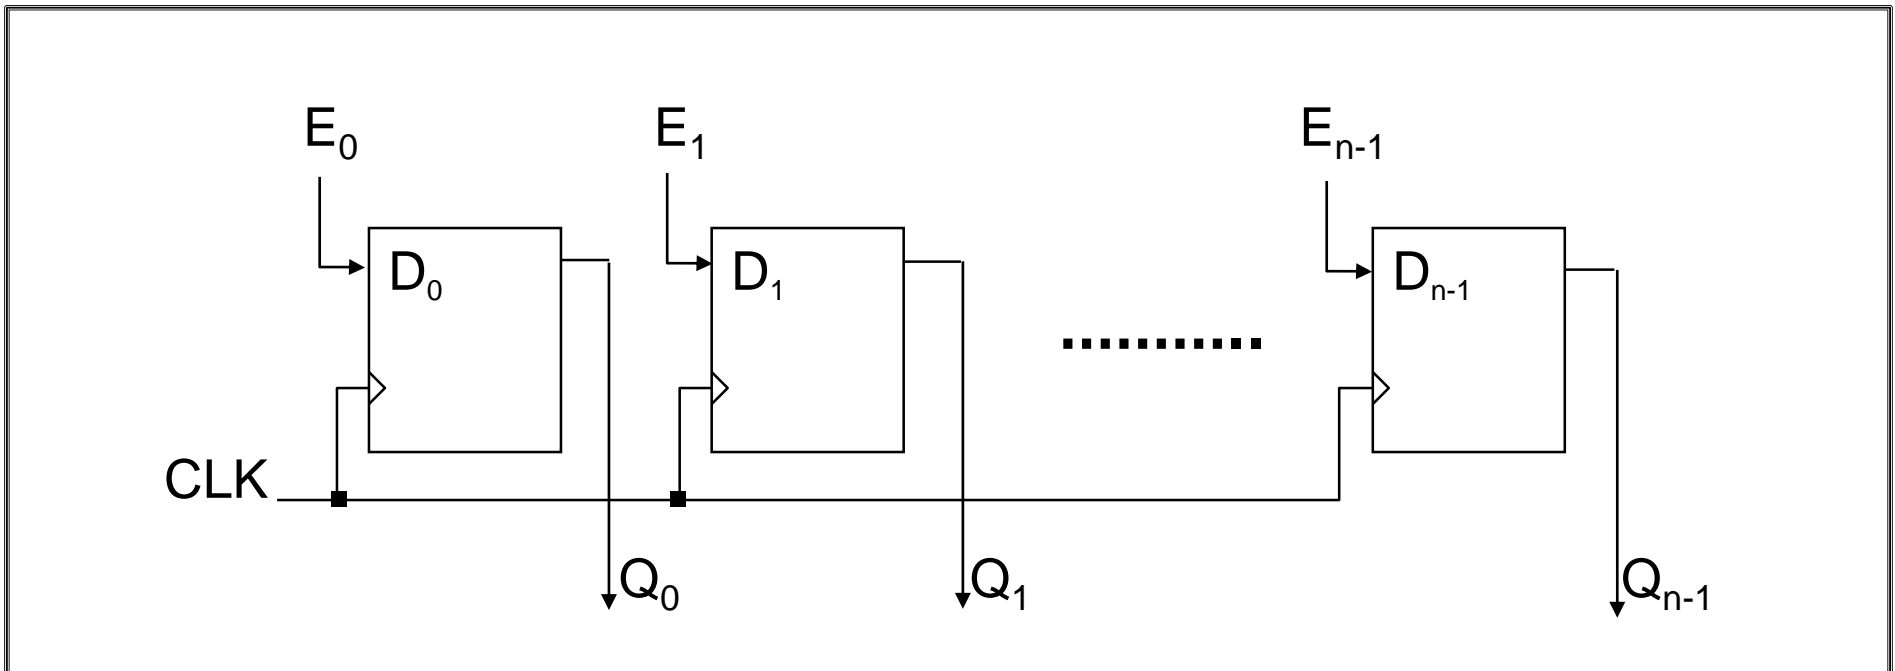 E₀ E₁ Eₙ₋₁
D₀ D₁ Dₙ₋₁
CLK
Q₀ Q₁ Qₙ₋₁